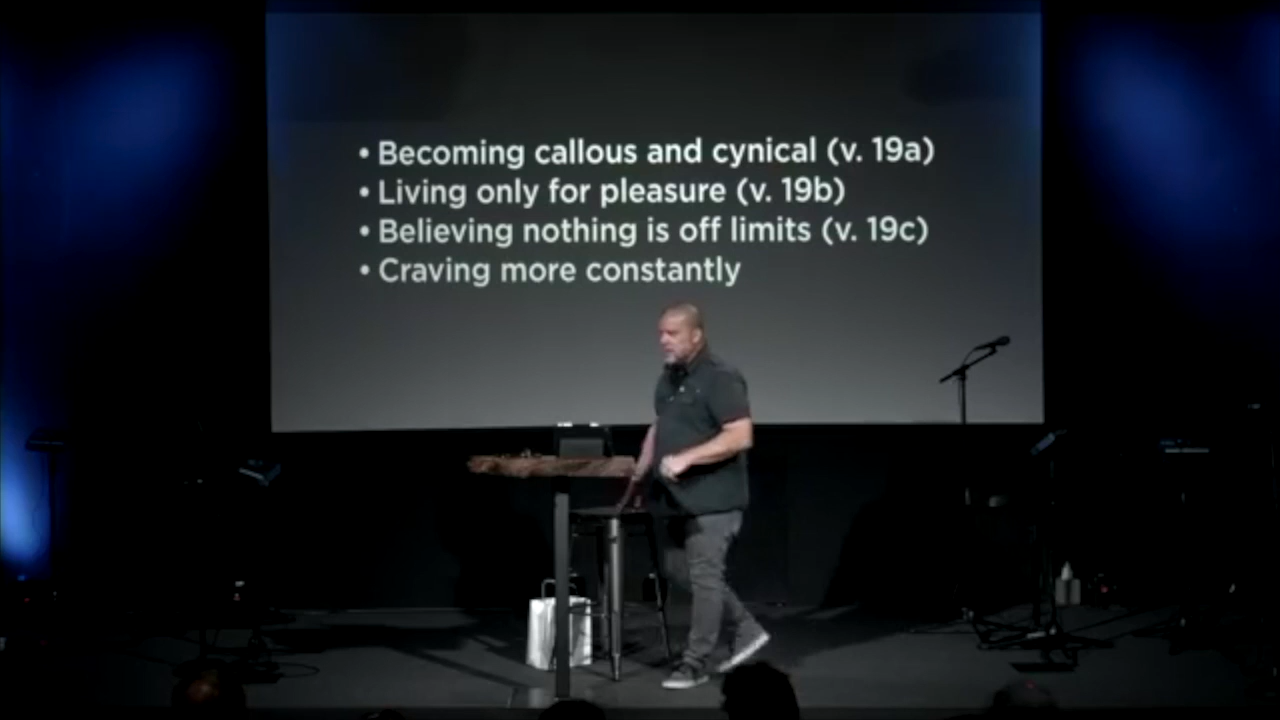 • Becoming callous and cynical (v. 19a)
• Living only for pleasure (v. 19b)
• Believing nothing is off limits (v. 19c)
• Craving more constantly